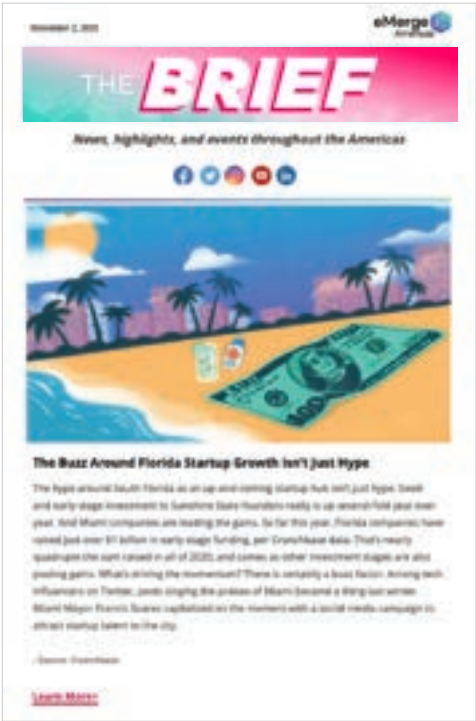 November 2, 2021
eMerge
Americas
THE BRIEF
News, highlights, and events throughout the Americas
100
The Buzz Around Florida Startup Growth Isn't Just Hype
The hype around South Florida as an up-and-coming startup hub isn't just hype. Seed
and early-stage investment to Sunshine State founders really is up several-fold year over
year. And Miami companies are leading the gains. So far this year, Florida companies have
raised just over $1 billion in early stage funding, per Crunchbase data. That's nearly
quadruple the sum raised in all of 2020, and comes as other investment stages are also
posting gains. What's driving the momentum? There is certainly a buzz factor. Among tech
influencers on Twitter, posts singing the praises of Miami became a thing last winter.
Miami Mayor Francis Suarez capitalized on the moment with a social media campaign to
attract startup talent to the city.
- Source: Crunchbase
Learn More>